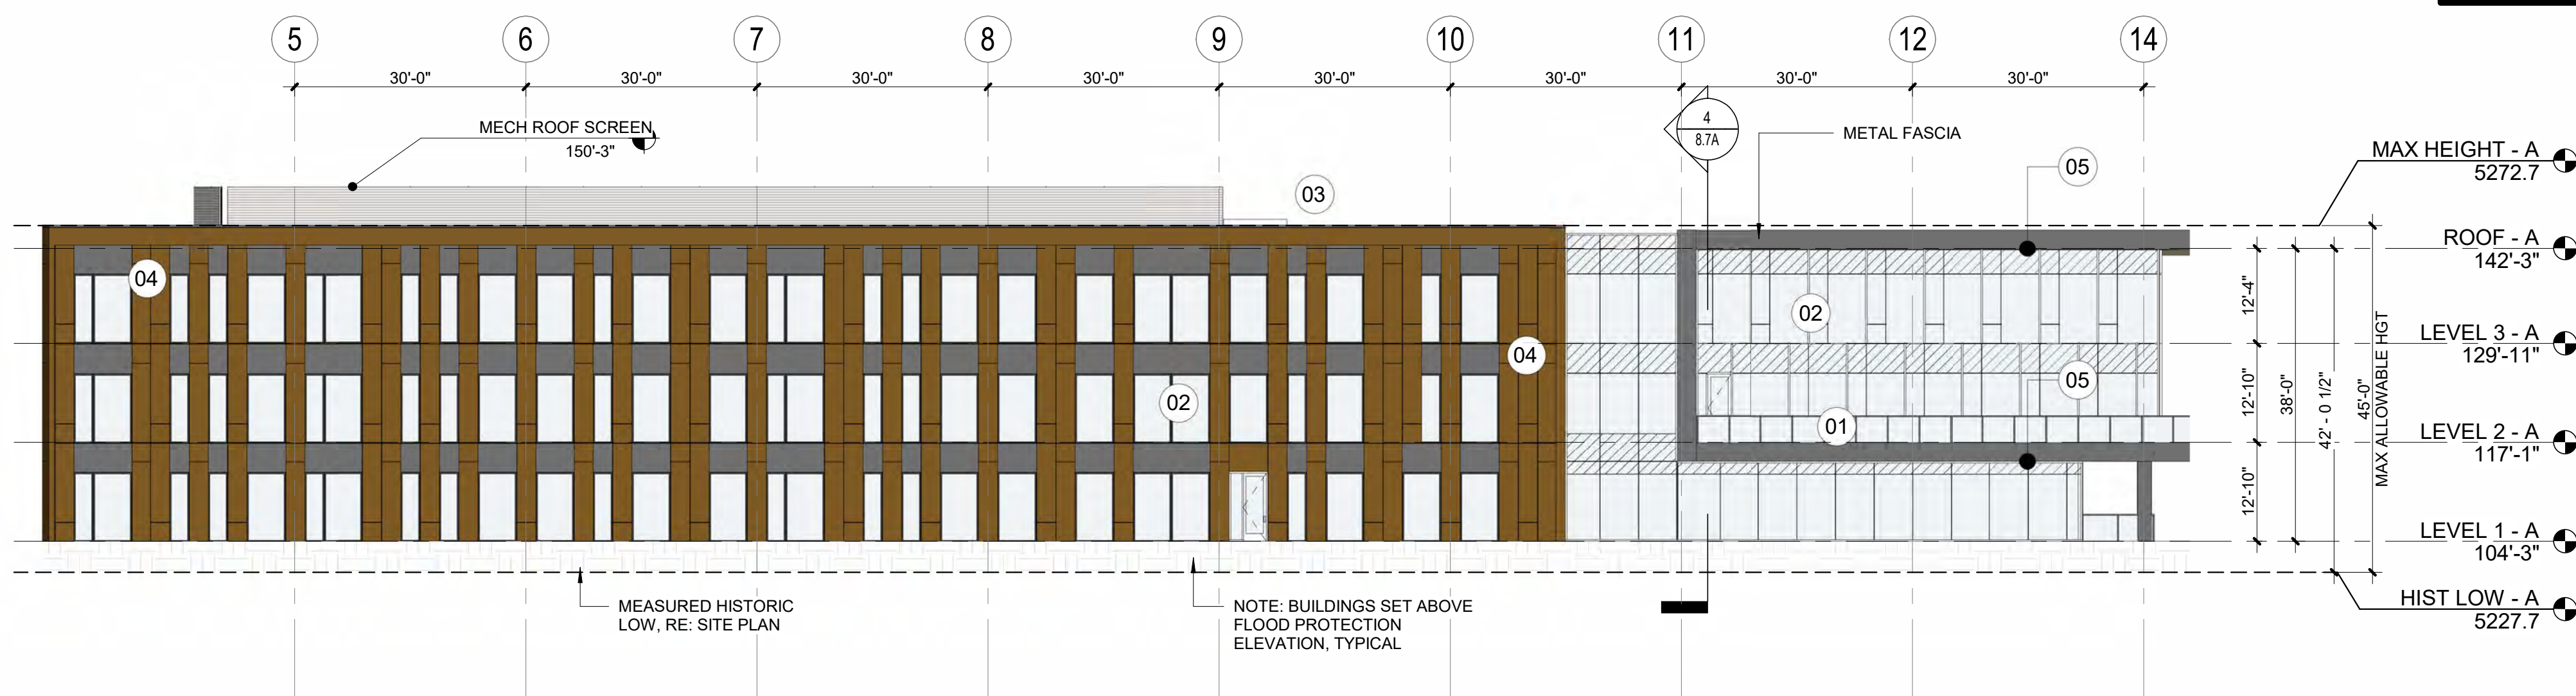 5 6 7 8 9 10 11 12 14
30'-0" 30'-0" 30'-0" 30'-0" 30'-0" 30'-0" 30'-0" 30'-0"
MECH ROOF SCREEN
150'-3"
4
8.7A
METAL FASCIA
05
03
04
02
04
02
05
01
MAX HEIGHT - A
5272.7
ROOF - A
142'-3"
LEVEL 3 - A
129'-11"
LEVEL 2 - A
117'-1"
LEVEL 1 - A
104'-3"
HIST LOW - A
5227.7
12'-4"
12'-10"
12'-10"
38'-0"
42' - 0 1/2"
45'-0"
MAX ALLOWABLE HGT
MEASURED HISTORIC
LOW, RE: SITE PLAN
NOTE: BUILDINGS SET ABOVE
FLOOD PROTECTION
ELEVATION, TYPICAL